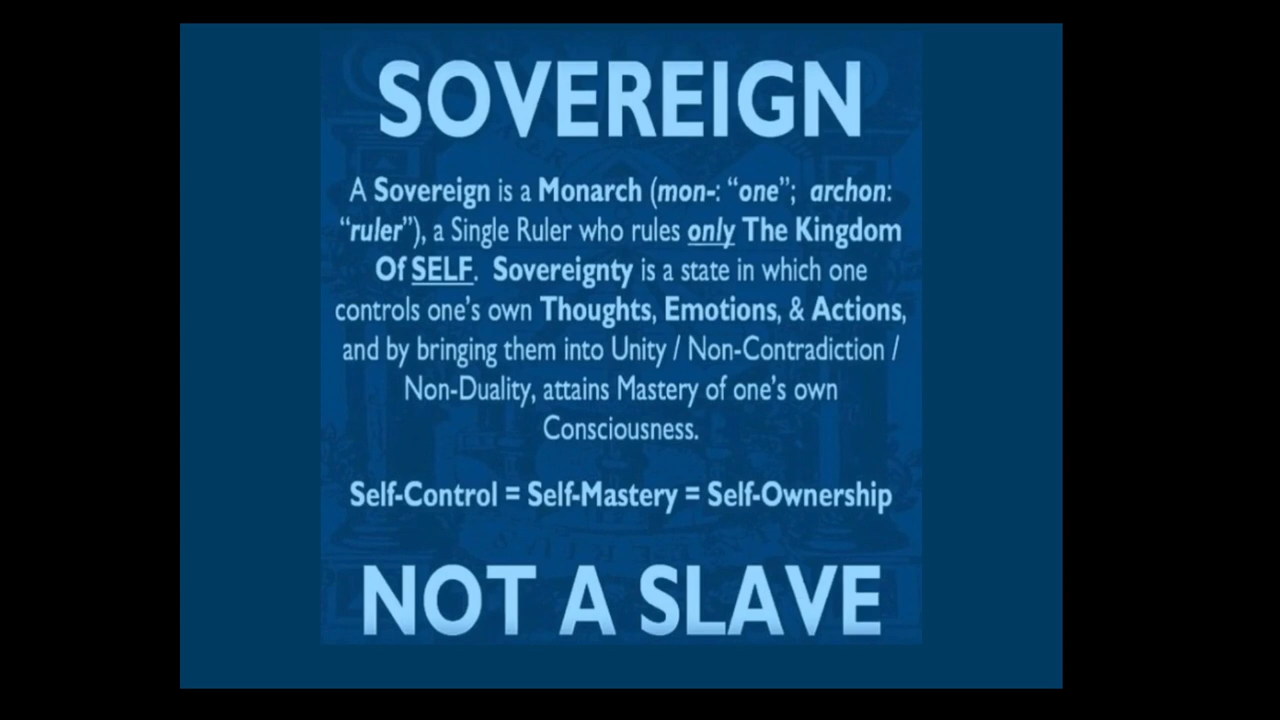 SOVEREIGN
A Sovereign is a Monarch (mon-: “one”; archon:
“ruler”), a Single Ruler who rules only The Kingdom
Of SELF. Sovereignty is a state in which one
controls one’s own Thoughts, Emotions, & Actions,
and by bringing them into Unity / Non-Contradiction /
Non-Duality, attains Mastery of one’s own
Consciousness.
Self-Control = Self-Mastery = Self-Ownership
NOT A SLAVE